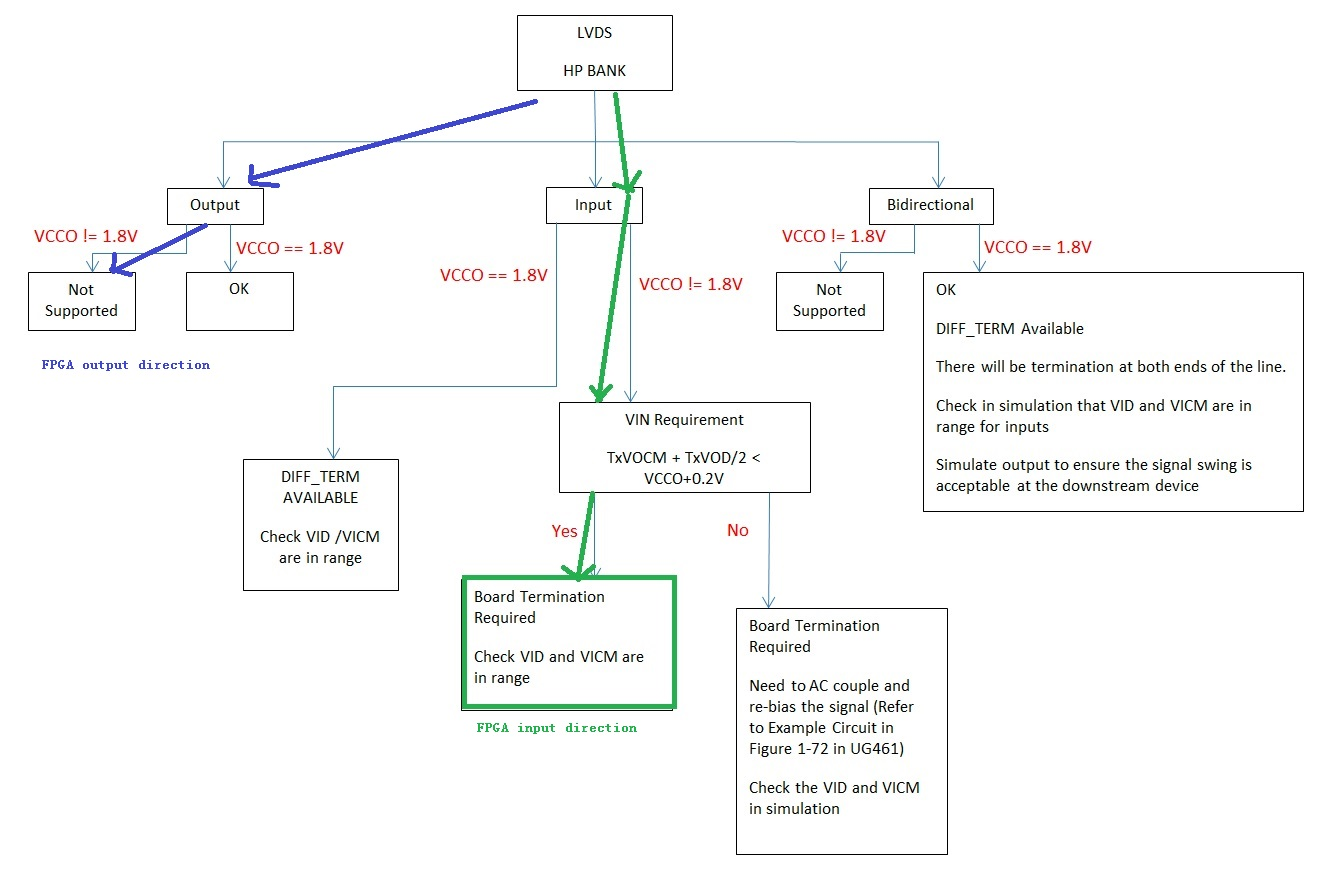 LVDS
HP BANK
Output
Input
Bidirectional
VCCO != 1.8V
VCCO == 1.8V
VCCO == 1.8V
VCCO != 1.8V
VCCO != 1.8V
VCCO == 1.8V
Not
Supported
OK
FPGA output direction
Not
Supported
OK
DIFF_TERM Available
There will be termination at both ends of the line.
Check in simulation that VID and VICM are in
range for inputs
Simulate output to ensure the signal swing is
acceptable at the downstream device
VIN Requirement
TxVOCM + TxVOD/2 <
VCCO+0.2V
DIFF_TERM
AVAILABLE
Check VID /VICM
are in range
Yes
No
Board Termination
Required
Check VID and VICM are
in range
FPGA input direction
Board Termination
Required
Need to AC couple and
re-bias the signal (Refer
to Example Circuit in
Figure 1-72 in UG461)
Check the VID and VICM
in simulation